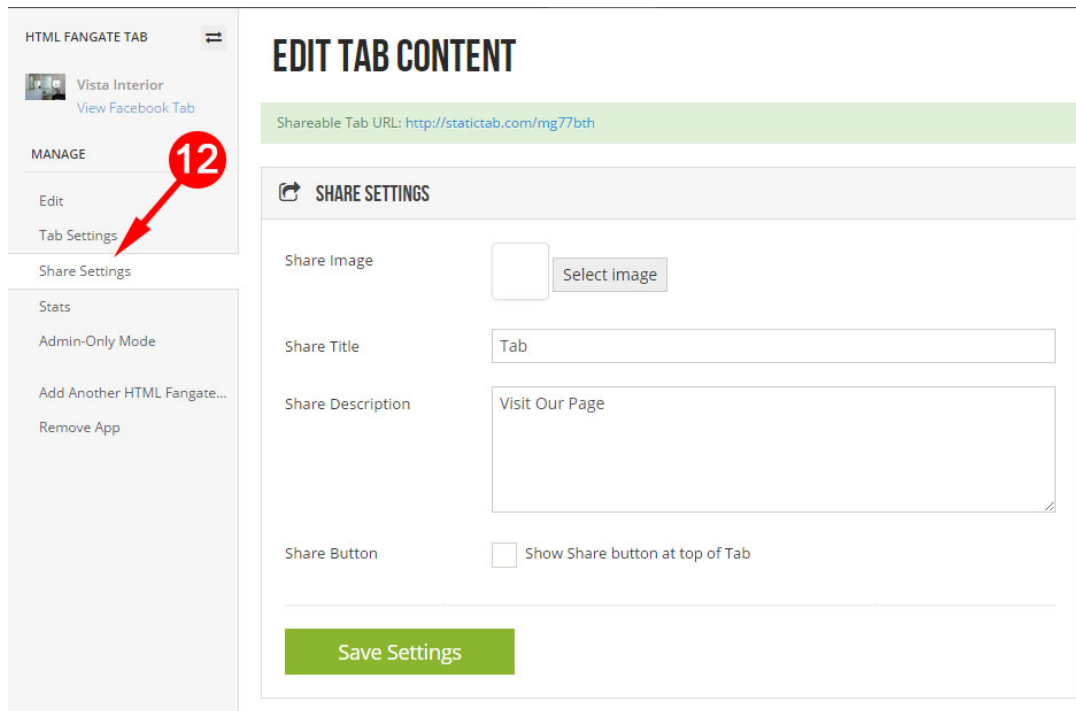 HTML FANGATE TAB
Vista Interior
View Facebook Tab
MANAGE
12
Edit
Tab Settings
Share Settings
Stats
Admin-Only Mode
Add Another HTML Fangate...
Remove App
EDIT TAB CONTENT
Shareable Tab URL: http://statictab.com/mg77bth
SHARE SETTINGS
Share Image
Select image
Share Title
Tab
Share Description
Visit Our Page
Share Button
Show Share button at top of Tab
Save Settings